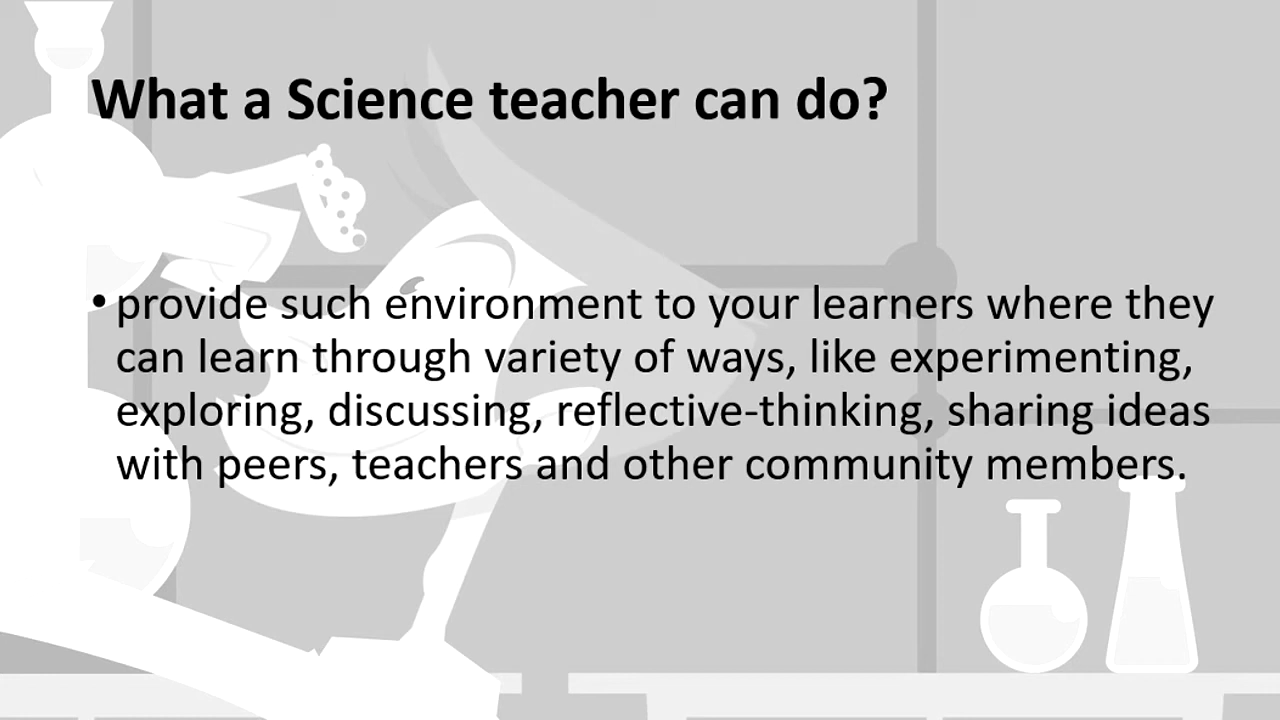 What a Science teacher can do?
•provide such environment to your learners where they
can learn through variety of ways, like experimenting,
exploring, discussing, reflective-thinking, sharing ideas
with peers, teachers and other community members.